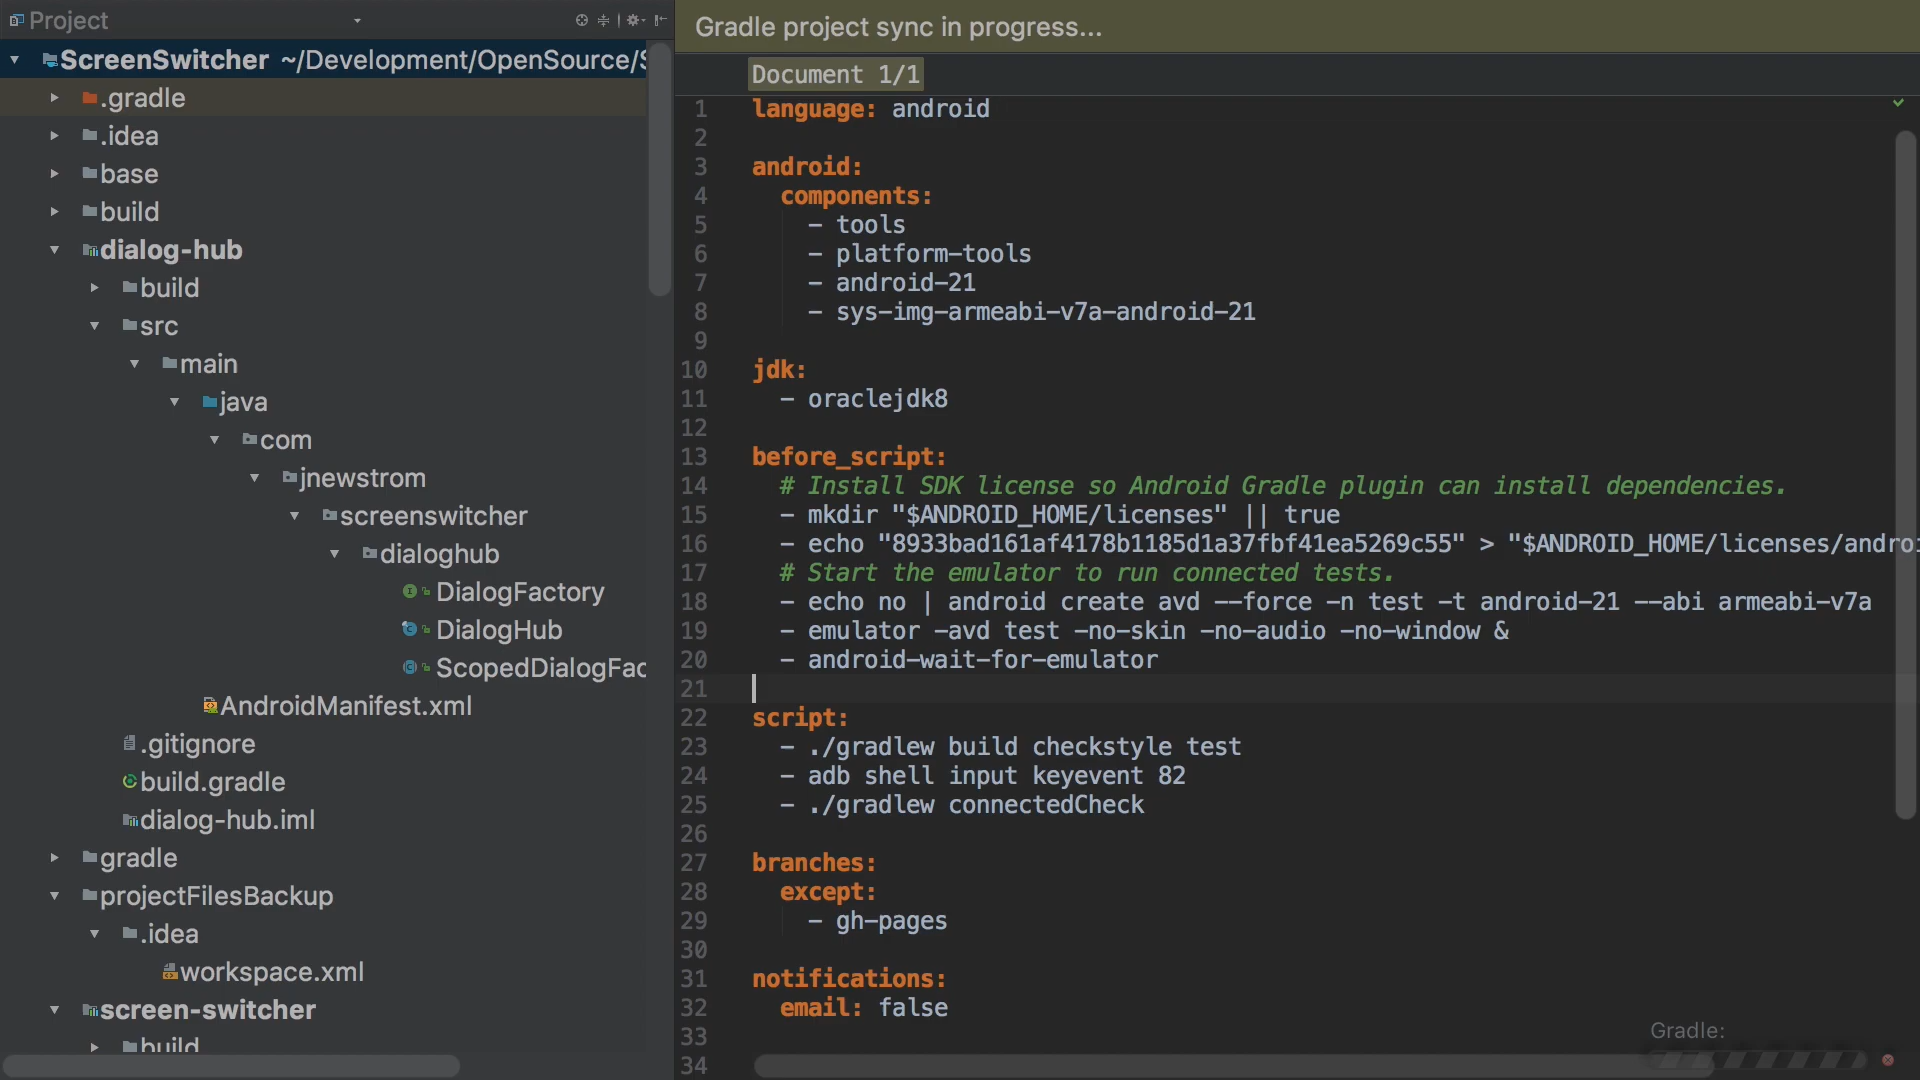 Project
ScreenSwitcher ~/Development/OpenSource/S
.gradle
.idea
base
build
dialog-hub
build
src
main
java
com
jnewstrom
screenswitcher
dialoghub
DialogFactory
DialogHub
ScopedDialogFac
AndroidManifest.xml
.gitignore
build.gradle
dialog-hub.iml
gradle
projectFilesBackup
.idea
workspace.xml
screen-switcher
build
Gradle project sync in progress...
Document 1/1
1 language: android
2
3 android:
4 components:
5 - tools
6 - platform-tools
7 - android-21
8 - sys-img-armeabi-v7a-android-21
9
10 jdk:
11 - oraclejdk8
12
13 before_script:
14 # Install SDK license so Android Gradle plugin can install dependencies.
15 - mkdir "$ANDROID_HOME/licenses" || true
16 - echo "8933bad161af4178b1185d1a37fbf41ea5269c55" > "$ANDROID_HOME/licenses/androi
17 # Start the emulator to run connected tests.
18 - echo no | android create avd --force -n test -t android-21 --abi armeabi-v7a
19 - emulator -avd test -no-skin -no-audio -no-window &
20 - android-wait-for-emulator
21
22 script:
23 - ./gradlew build checkstyle test
24 - adb shell input keyevent 82
25 - ./gradlew connectedCheck
26
27 branches:
28 except:
29 - gh-pages
30
31 notifications:
32 email: false
33
34
Gradle: